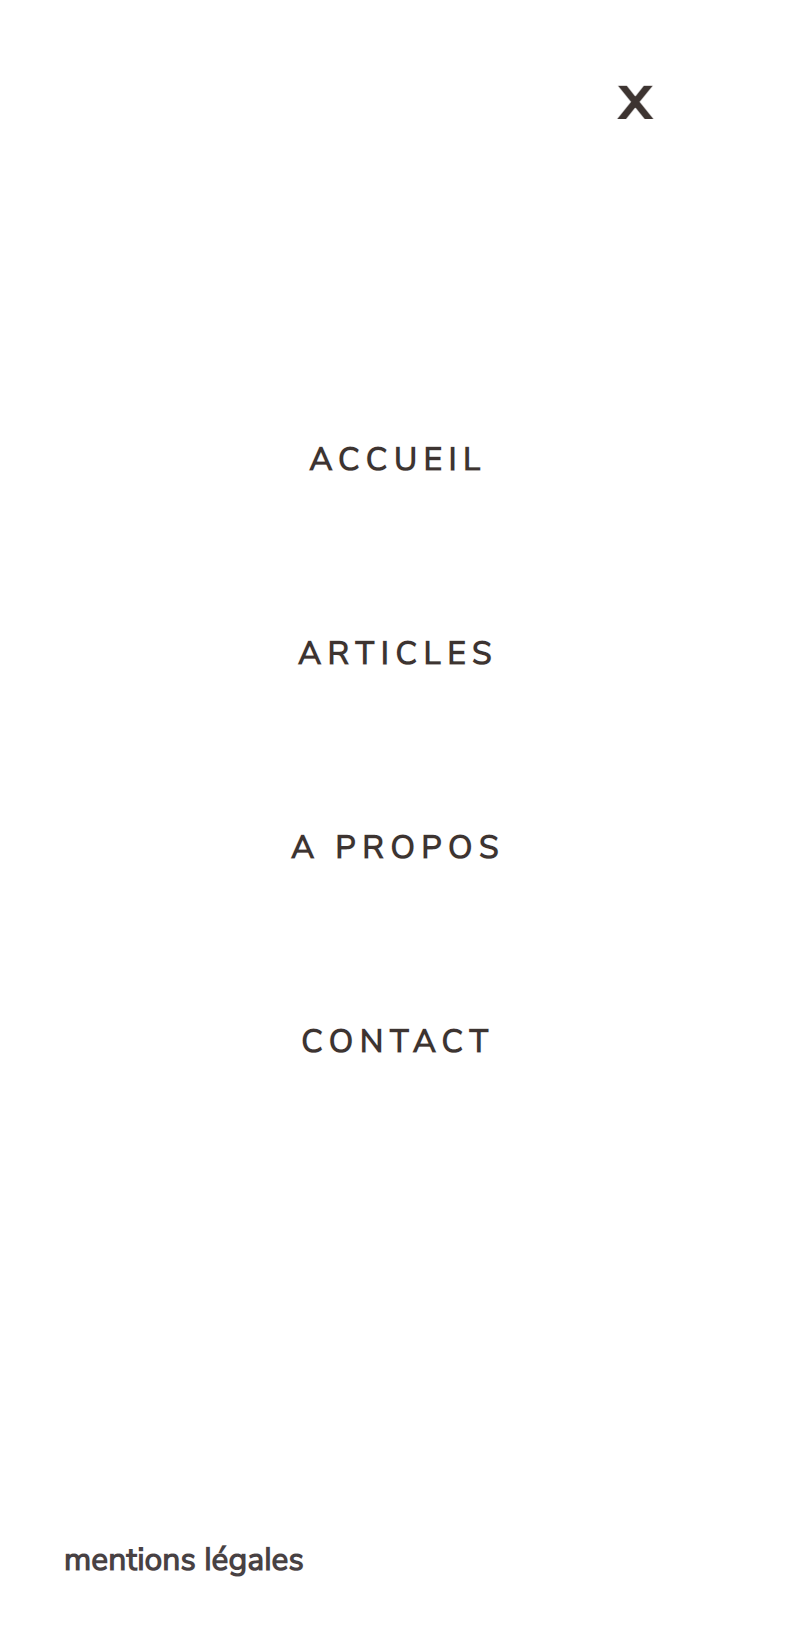 X
ACCUEIL
ARTICLES
A PROPOS
CONTACT
mentions légales